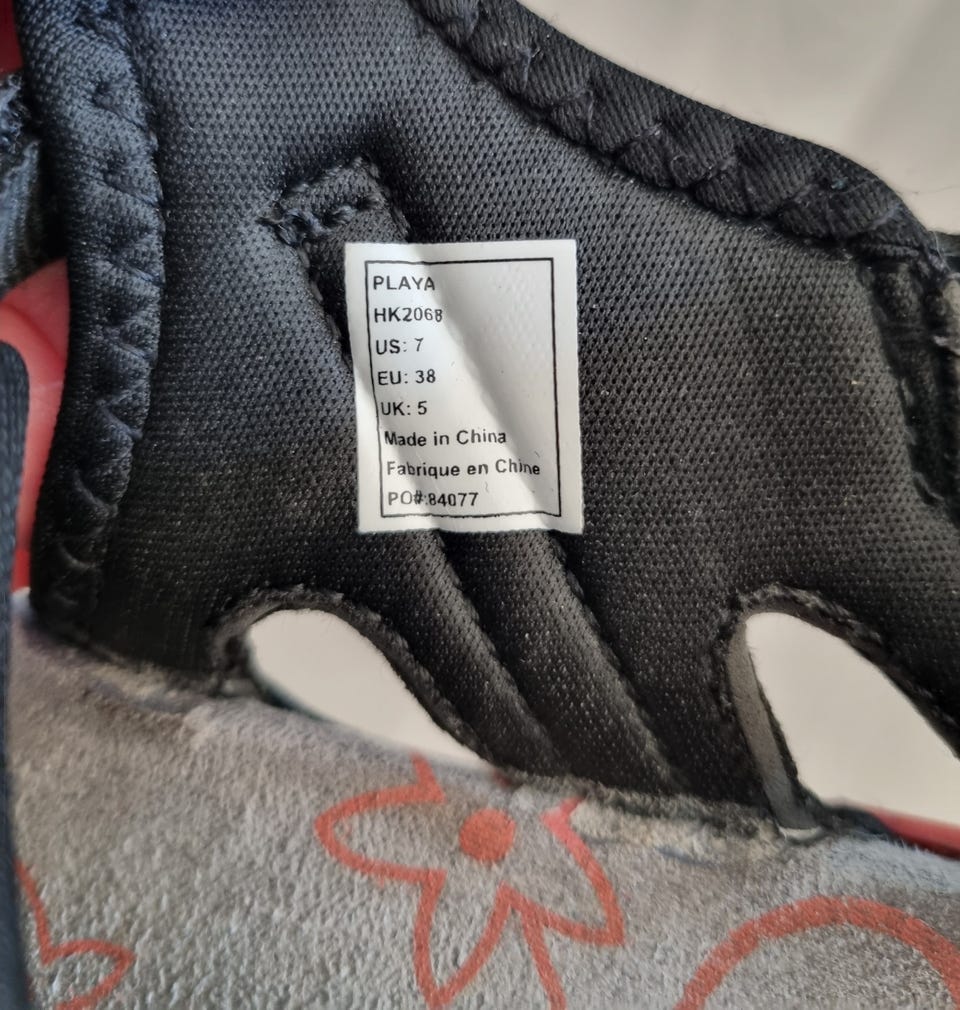 PLAYA
HK2068
US: 7
EU: 38
UK: 5
Made in China
Fabrique en Chine
PO#:84077